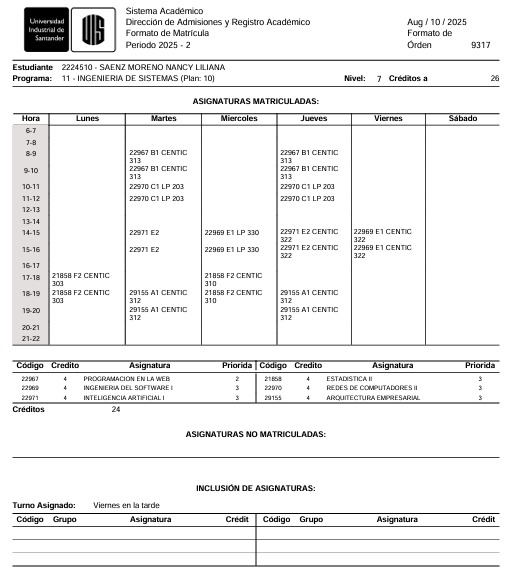 Universidad
Industrial de
Santander
UIS
Sistema Académico
Dirección de Admisiones y Registro Académico
Formato de Matrícula
Periodo 2025 - 2
Aug / 10 / 2025
Formato de
Órden 9317
Estudiante 2224510 - SAENZ MORENO NANCY LILIANA
Programa: 11 - INGENIERIA DE SISTEMAS (Plan: 10) Nivel: 7 Créditos a 26
ASIGNATURAS MATRICULADAS:
Hora Lunes Martes Miercoles Jueves Viernes Sábado
6-7
7-8
8-9 22967 B1 CENTIC 313 22967 B1 CENTIC 313
9-10 22967 B1 CENTIC 313 22967 B1 CENTIC 313
10-11 22970 C1 LP 203 22970 C1 LP 203
11-12 22970 C1 LP 203 22970 C1 LP 203
12-13
13-14
14-15 22971 E2 22969 E1 LP 330 22971 E2 CENTIC 322 22969 E1 CENTIC 322
15-16 22971 E2 22969 E1 LP 330 22971 E2 CENTIC 322 22969 E1 CENTIC 322
16-17
17-18 21858 F2 CENTIC 303 21858 F2 CENTIC 310
18-19 21858 F2 CENTIC 303 29155 A1 CENTIC 312 21858 F2 CENTIC 310 29155 A1 CENTIC 312
19-20 29155 A1 CENTIC 312 29155 A1 CENTIC 312
20-21
21-22
Código Credito Asignatura Priorida Código Credito Asignatura Priorida
22967 4 PROGRAMACION EN LA WEB 2 21858 4 ESTADISTICA II 3
22969 4 INGENIERIA DEL SOFTWARE I 3 22970 4 REDES DE COMPUTADORES II 3
22971 4 INTELIGENCIA ARTIFICIAL I 3 29155 4 ARQUITECTURA EMPRESARIAL 3
Créditos 24
ASIGNATURAS NO MATRICULADAS:
INCLUSIÓN DE ASIGNATURAS:
Turno Asignado: Viernes en la tarde
Código Grupo Asignatura Crédit Código Grupo Asignatura Crédit